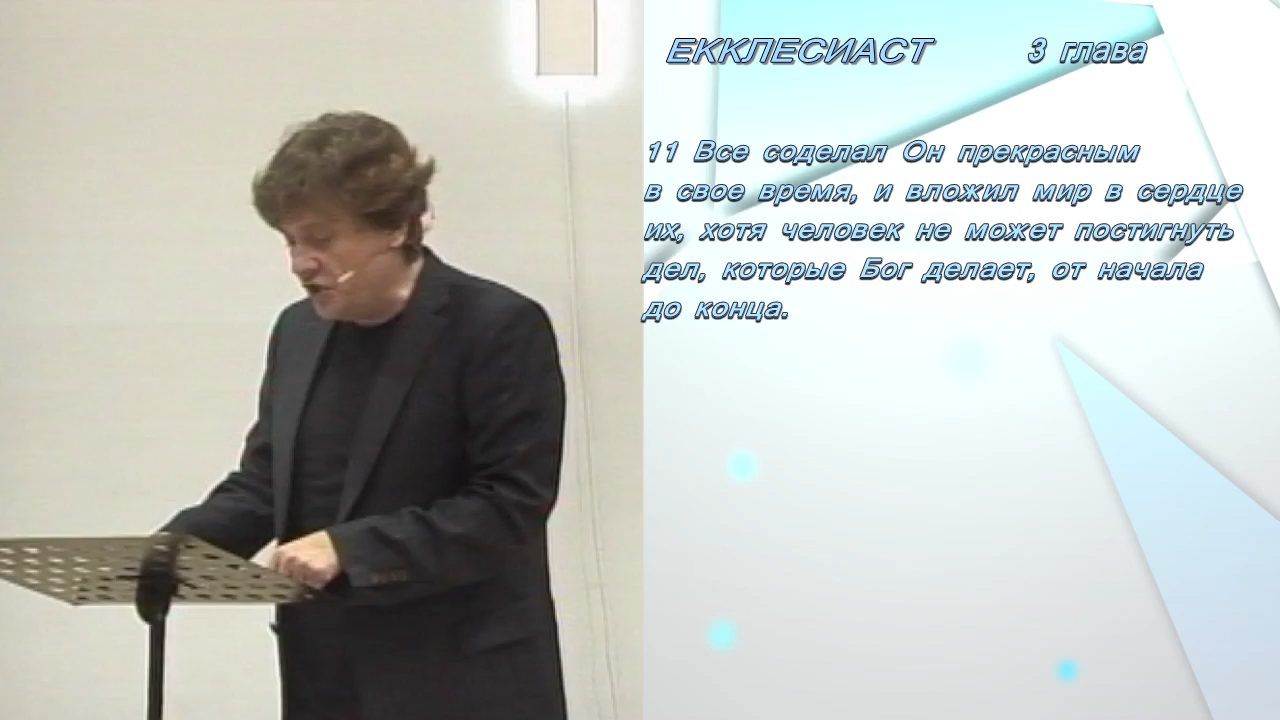 ЕККЛЕСИАСТ 3 глава
11 Все соделал Он прекрасным
в свое время, и вложил мир в сердце
их, хотя человек не может постигнуть
дел, которые Бог делает, от начала
до конца.